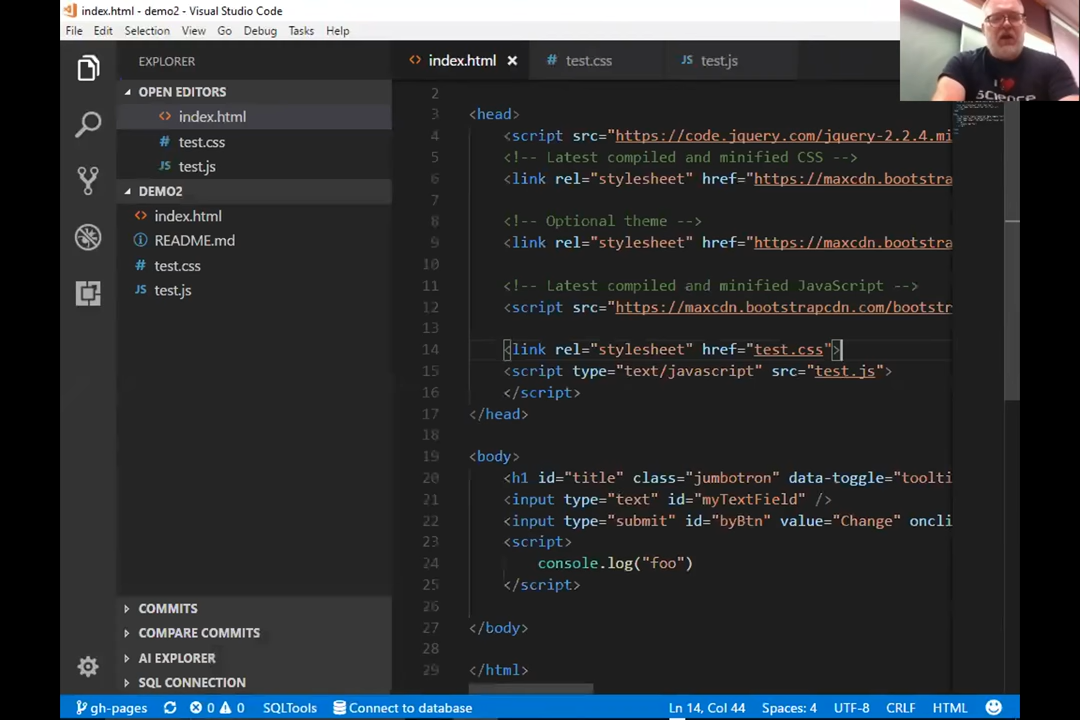 index.html - demo2 - Visual Studio Code
File Edit Selection View Go Debug Tasks Help
EXPLORER
OPEN EDITORS
index.html
test.css
test.js
DEMO2
index.html
README.md
test.css
test.js
COMMITS
COMPARE COMMITS
AI EXPLORER
SQL CONNECTION
index.html test.css JS test.js
2
3 <head>
4 <script src="https://code.jquery.com/jquery-2.2.4.mi
5 <!-- Latest compiled and minified CSS -->
6 <link rel="stylesheet" href="https://maxcdn.bootstra
7
8 <!-- Optional theme -->
9 <link rel="stylesheet" href="https://maxcdn.bootstra
10
11 <!-- Latest compiled and minified JavaScript -->
12 <script src="https://maxcdn.bootstrapcdn.com/bootstr
13
14 <link rel="stylesheet" href="test.css">
15 <script type="text/javascript" src="test.js">
16 </script>
17 </head>
18
19 <body>
20 <h1 id="title" class="jumbotron" data-toggle="toolti
21 <input type="text" id="myTextField" />
22 <input type="submit" id="byBtn" value="Change" oncli
23 <script>
24 console.log("foo")
25 </script>
26
27 </body>
28
29 </html>
gh-pages 0 0 SQLTools Connect to database Ln 14, Col 44 Spaces: 4 UTF-8 CRLF HTML
I
Science